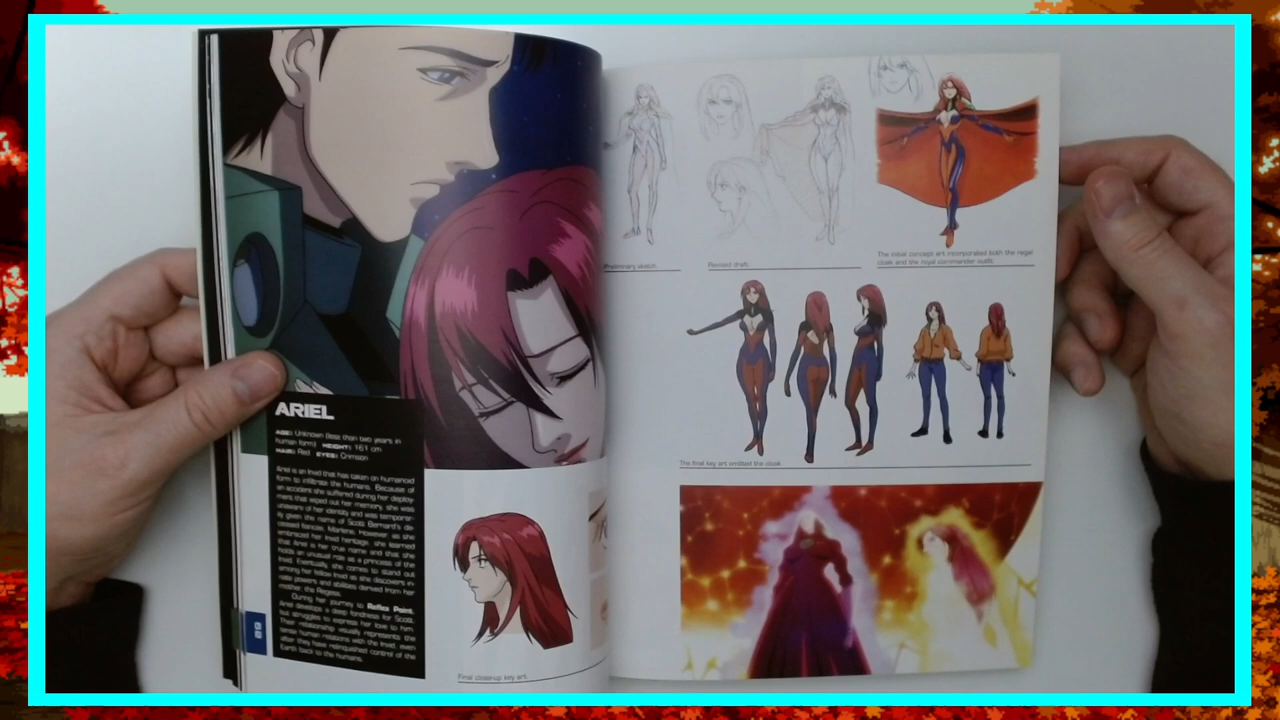 ARIEL
AGE: Unknown (less than two years in
human form)  HEIGHT: 161 cm
HAIR: Red  EYES: Crimson
Ariel is an Invid that has taken on humanoid
form to infiltrate the humans. Because of
an accident she suffered during her deploy-
ment that wiped out her memory, she was
unaware of her identity and was temporar-
ily given the name of Scott Bernard's de-
ceased fiancée, Marlene. However, as she
embraced her Invid heritage, she learned
that Ariel is her true name and that she
holds an unusual role as a princess of the
Invid. Eventually, she comes to stand out
among her fellow Invid as she discovers in-
nate powers and abilities derived from her
mother, the Regess.
During her journey to Reflex Point,
Ariel develops a deep fondness for Scott,
but struggles to express her love to him.
Their relationship visually represents the
tense human relations with the Invid, even
after they have relinquished control of the
Earth back to the humans.
Final close-up key art.
Preliminary sketch.
Revised draft.
The initial concept art incorporated both the regal
cloak and the royal commander outfit.
The final key art omitted the cloak